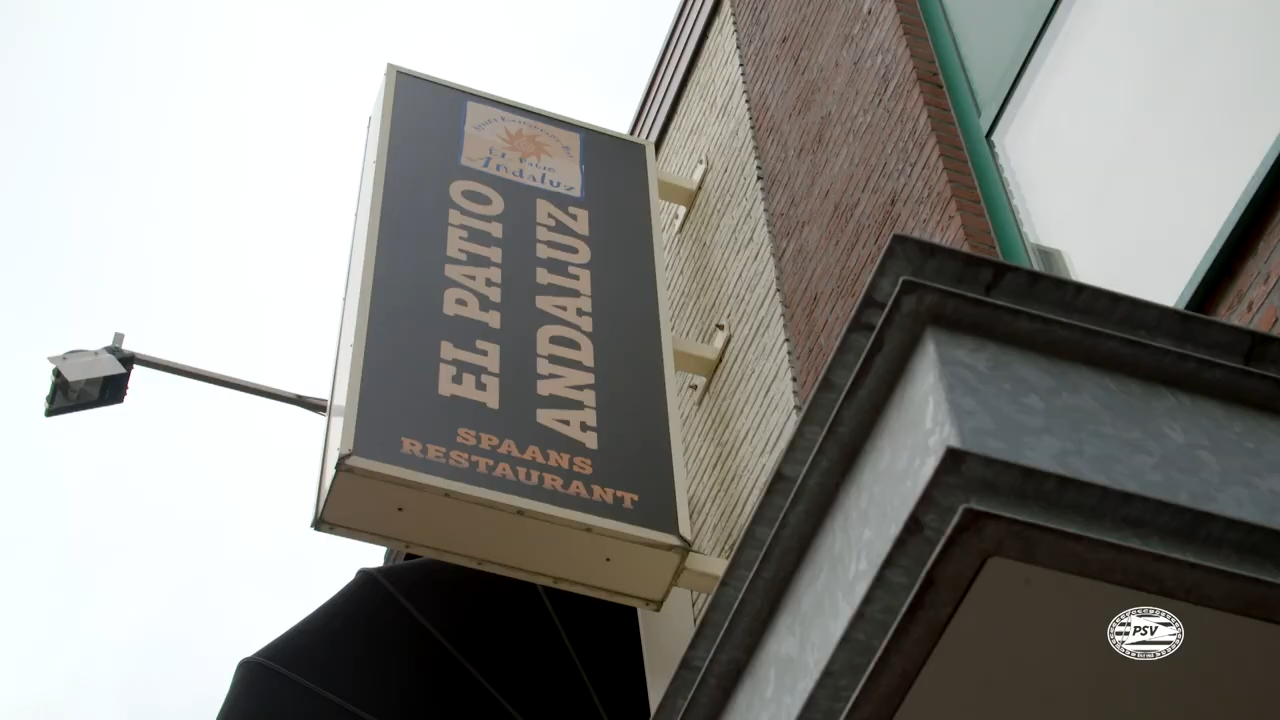 EL Patio
Andaluz
EL PATIO
ANDALUZ
SPAANS
RESTAURANT
PSV